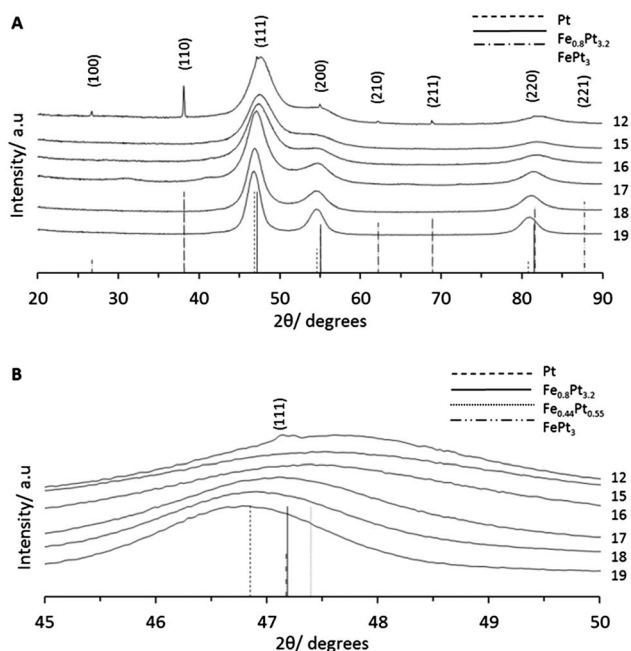 A
Pt
Fe0.8Pt3.2
FePt3
(100)
(110)
(111)
(200)
(210)
(211)
(220)
(221)
12
15
16
17
18
19
Intensity/ a.u
20 30 40 50 60 70 80 90
2θ/ degrees
B
Pt
Fe0.8Pt3.2
Fe0.44Pt0.55
FePt3
(111)
12
15
16
17
18
19
Intensity/ a.u
45 46 47 48 49 50
2θ/ degrees